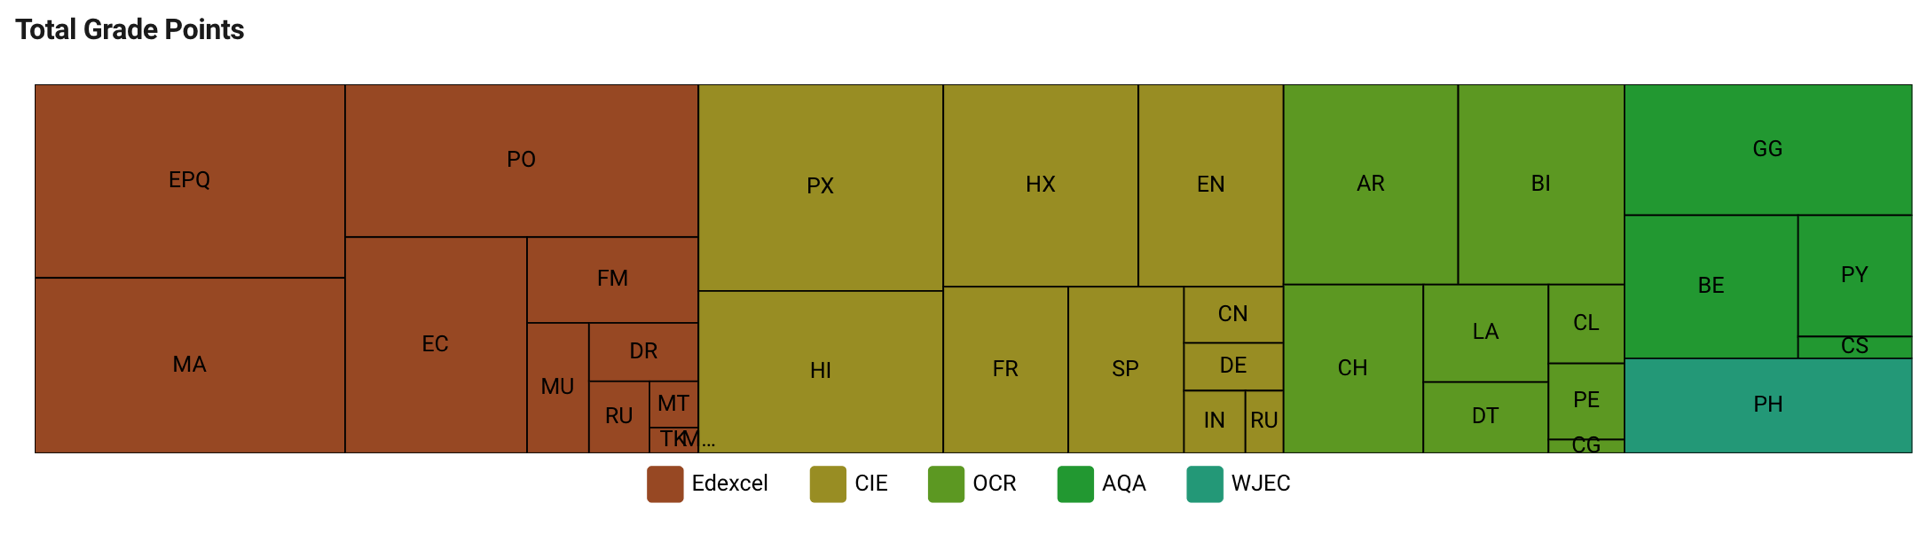 Total Grade Points
EPQ
MA
PO
EC
FM
MU
DR
RU
MT
TK
M...
PX
HI
HX
EN
FR
SP
CN
DE
IN
RU
AR
BI
CH
LA
DT
CL
PE
CG
GG
BE
PY
CS
PH
Edexcel
CIE
OCR
AQA
WJEC